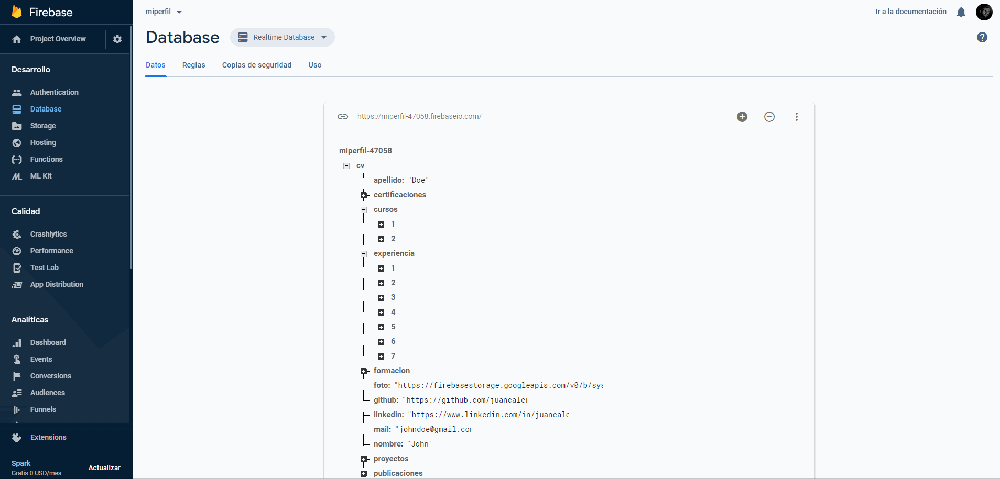 Firebase
Project Overview
Desarrollo
Authentication
Database
Storage
Hosting
Functions
ML Kit
Calidad
Crashlytics
Performance
Test Lab
App Distribution
Analíticas
Dashboard
Events
Conversions
Audiences
Funnels
Extensions
Spark
Gratis 0 USD/mes
Actualizar
miperfil
Ir a la documentación
Database
Realtime Database
Datos
Reglas
Copias de seguridad
Uso
https://miperfil-47058.firebaseio.com/
miperfil-47058
cv
apellido: "Doe"
certificaciones
cursos
1
2
experiencia
1
2
3
4
5
6
7
formacion
foto: "https://firebasestorage.googleapis.com/v0/b/sys
github: "https://github.com/juancaler
linkedin: "https://www.linkedin.com/in/juancale
mail: "johndoe@gmail.com
nombre: "John"
proyectos
publicaciones